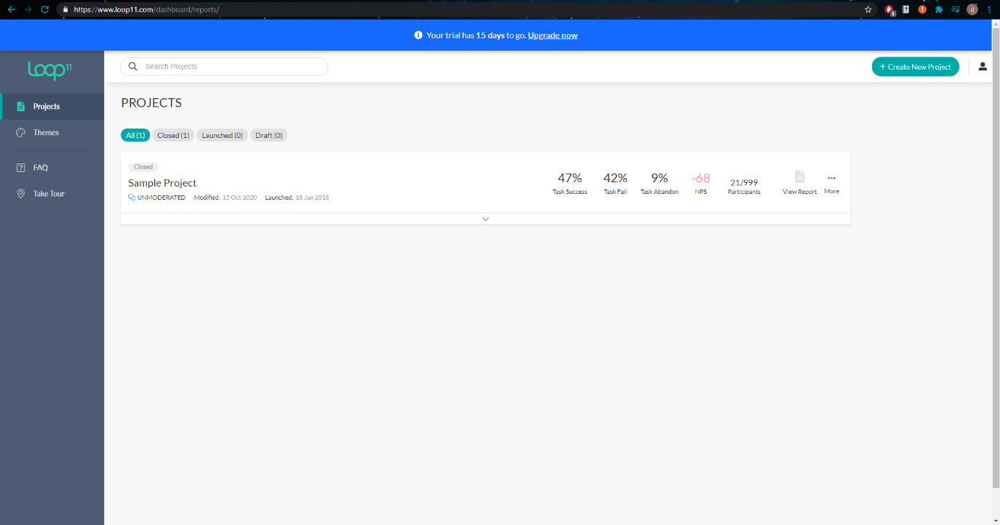 https://www.loop11.com/dashboard/reports/
1
d
Your trial has 15 days to go. Upgrade now
Loop11
Search Projects
+ Create New Project
Projects
Themes
FAQ
Take Tour
PROJECTS
All (1) Closed (1) Launched (0) Draft (0)
Closed
Sample Project
UNMODERATED Modified: 15 Oct 2020 Launched: 18 Jan 2018
47% 42% 9% -68 21/999
Task Success Task Fail Task Abandon NPS Participants View Report More